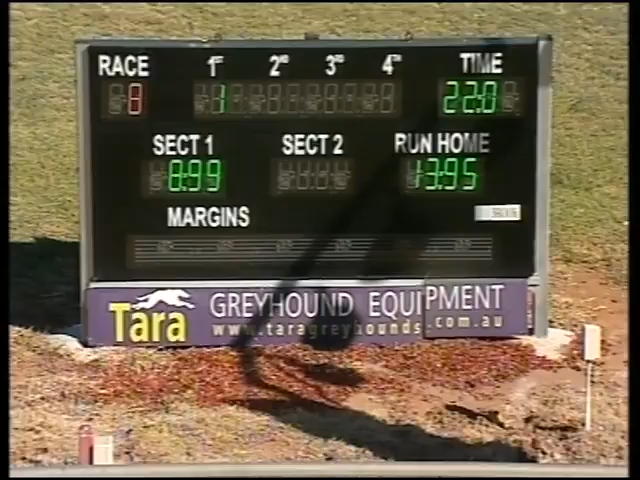 RACE 1ST 2ND 3RD 4TH TIME
8 1 22.0
SECT 1 SECT 2 RUN HOME
8.99 13.95
MARGINS
Tara GREYHOUND EQUIPMENT
www.taragreyhounds.com.au